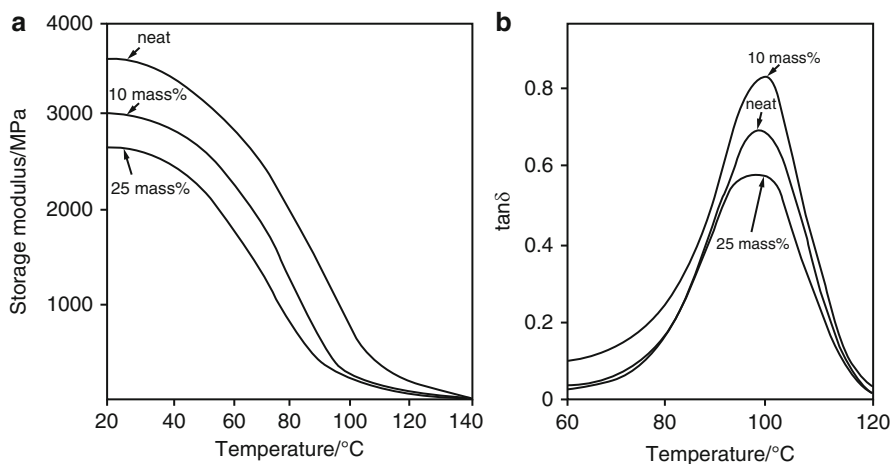 a
4000
3000
2000
1000
Storage modulus/MPa
neat
10 mass%
25 mass%
20 40 60 80 100 120 140
Temperature/°C
b
0.8
0.6
0.4
0.2
0
tanδ
10 mass%
neat
25 mass%
60 80 100 120
Temperature/°C